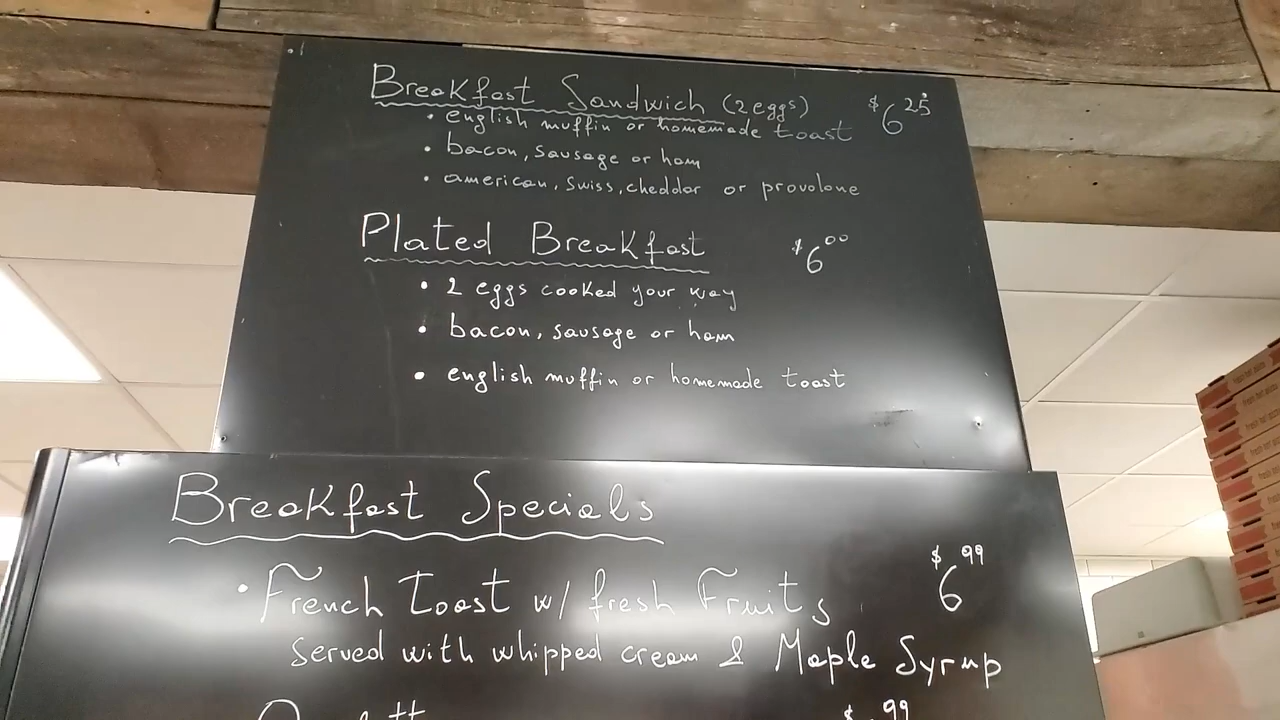 Breakfast Sandwich (2 eggs) $6.25
• english muffin or homemade toast
• bacon, sausage or ham
• american, swiss, cheddar or provolone
Plated Breakfast $6.00
• 2 eggs cooked your way
• bacon, sausage or ham
• english muffin or homemade toast
Breakfast Specials
• French Toast w/ fresh Fruits $6.99
served with whipped cream & Maple Syrup
$ .99